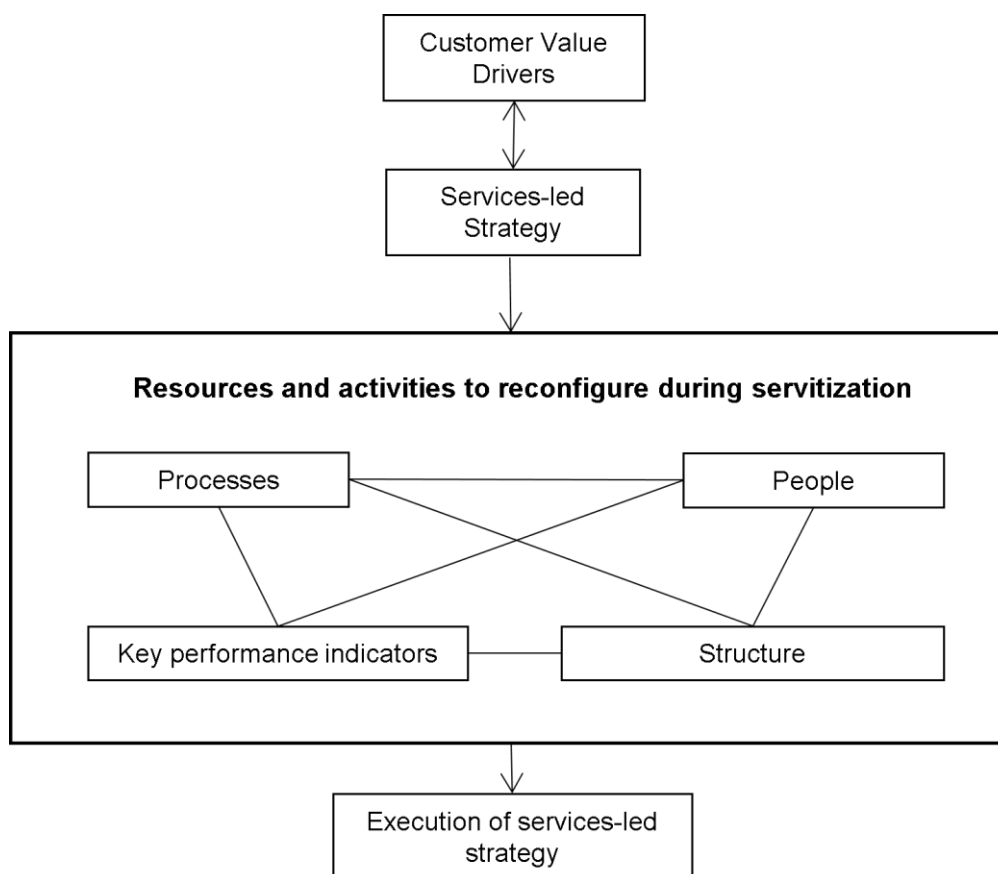 Customer Value
Drivers
Services-led
Strategy
Resources and activities to reconfigure during servitization
Processes
People
Key performance indicators
Structure
Execution of services-led
strategy